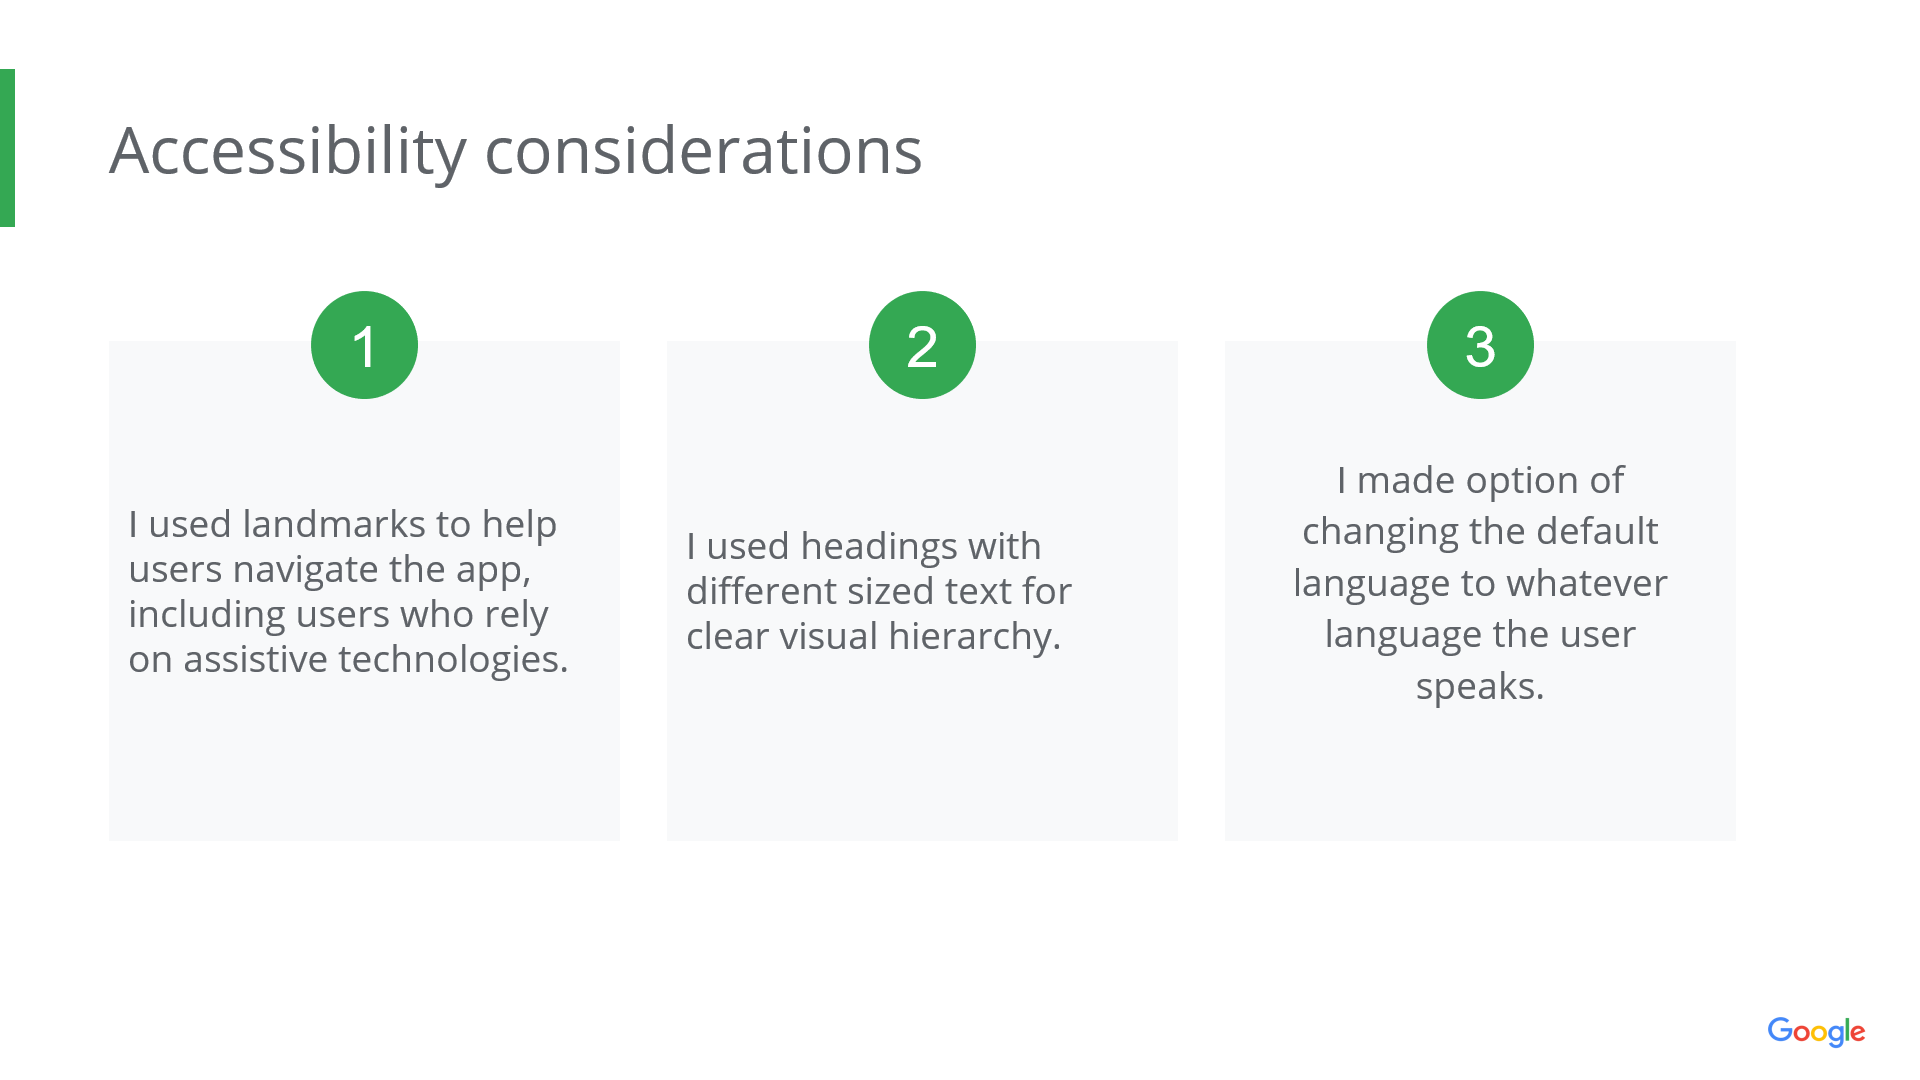 Accessibility considerations
1
I used landmarks to help
users navigate the app,
including users who rely
on assistive technologies.
2
I used headings with
different sized text for
clear visual hierarchy.
3
I made option of
changing the default
language to whatever
language the user
speaks.
Google